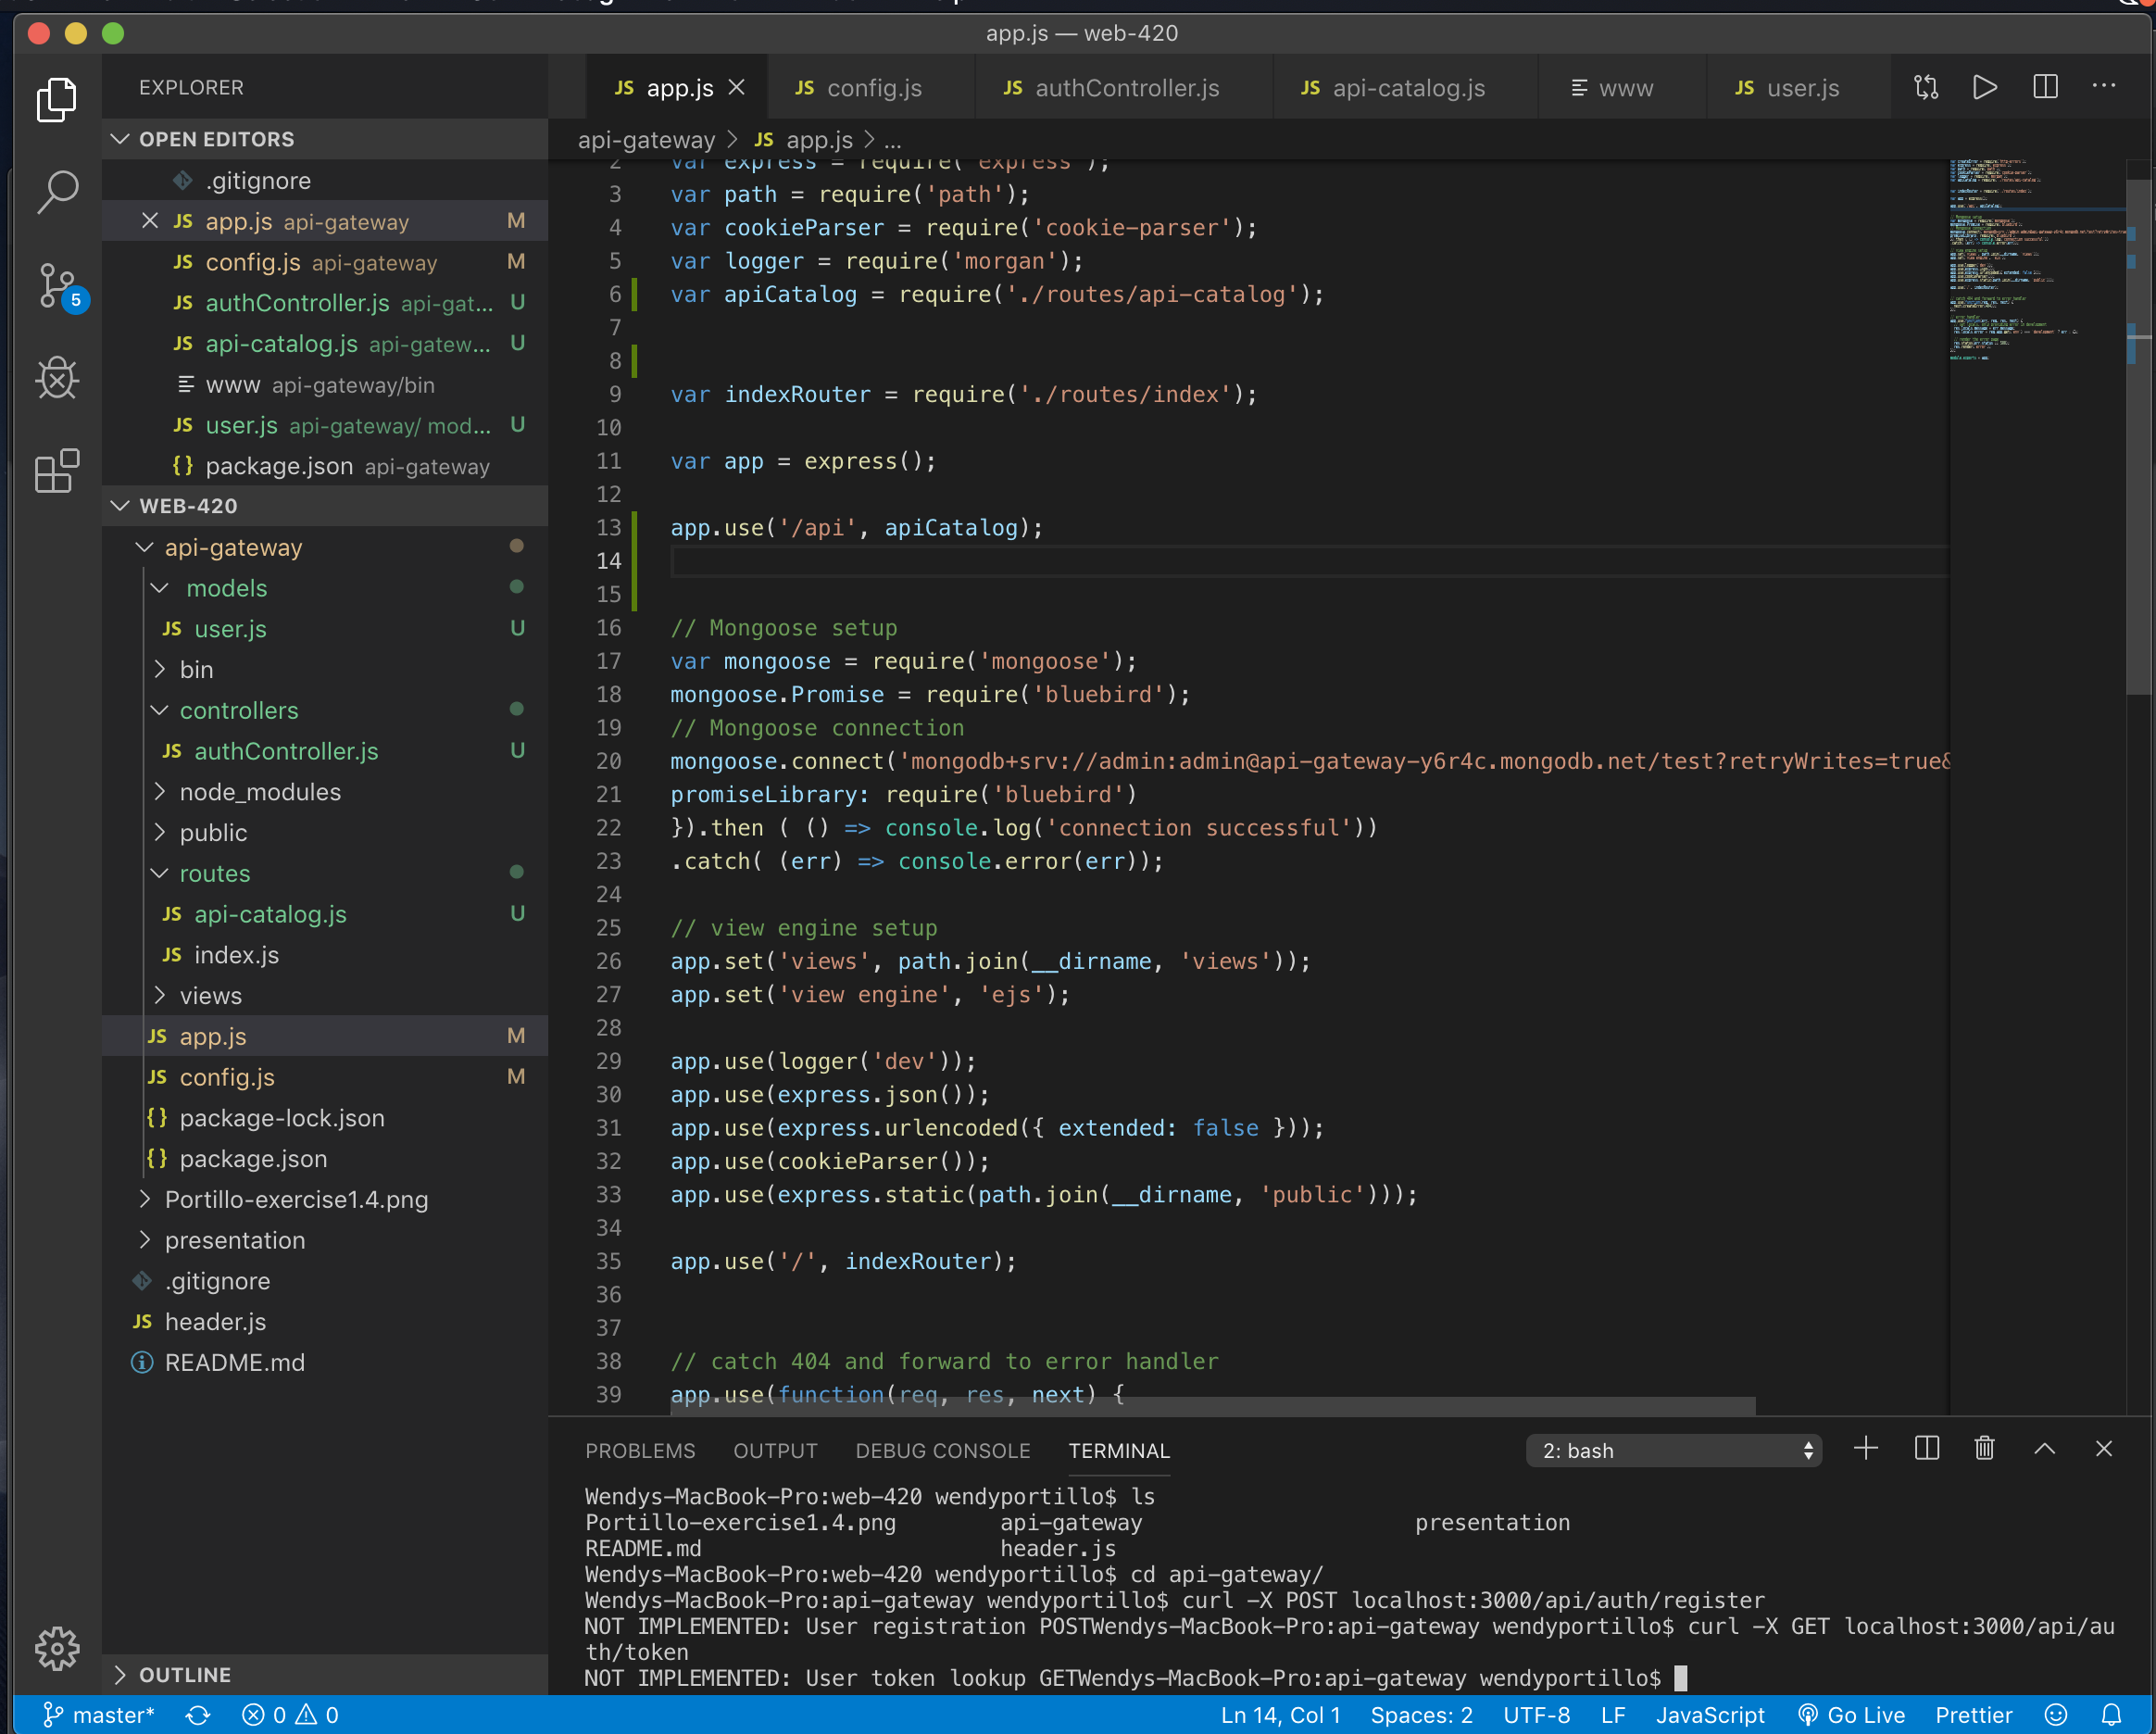 app.js — web-420
EXPLORER
JS app.js
JS config.js
JS authController.js
JS api-catalog.js
www
JS user.js
OPEN EDITORS
.gitignore
JS app.js api-gateway M
JS config.js api-gateway M
JS authController.js api-gat... U
JS api-catalog.js api-gatew... U
www api-gateway/bin
JS user.js api-gateway/ mod... U
{} package.json api-gateway
5
WEB-420
api-gateway
models
JS user.js U
bin
controllers
JS authController.js U
node_modules
public
routes
JS api-catalog.js U
JS index.js
views
JS app.js M
JS config.js M
{} package-lock.json
{} package.json
Portillo-exercise1.4.png
presentation
.gitignore
JS header.js
README.md
OUTLINE
api-gateway > JS app.js > ...
2 var express = require('express');
3 var path = require('path');
4 var cookieParser = require('cookie-parser');
5 var logger = require('morgan');
6 var apiCatalog = require('./routes/api-catalog');
7
8
9 var indexRouter = require('./routes/index');
10
11 var app = express();
12
13 app.use('/api', apiCatalog);
14
15
16 // Mongoose setup
17 var mongoose = require('mongoose');
18 mongoose.Promise = require('bluebird');
19 // Mongoose connection
20 mongoose.connect('mongodb+srv://admin:admin@api-gateway-y6r4c.mongodb.net/test?retryWrites=true&
21 promiseLibrary: require('bluebird')
22 }).then ( () => console.log('connection successful'))
23 .catch( (err) => console.error(err));
24
25 // view engine setup
26 app.set('views', path.join(__dirname, 'views'));
27 app.set('view engine', 'ejs');
28
29 app.use(logger('dev'));
30 app.use(express.json());
31 app.use(express.urlencoded({ extended: false }));
32 app.use(cookieParser());
33 app.use(express.static(path.join(__dirname, 'public')));
34
35 app.use('/', indexRouter);
36
37
38 // catch 404 and forward to error handler
39 app.use(function(req, res, next) {
PROBLEMS OUTPUT DEBUG CONSOLE TERMINAL 2: bash
Wendys-MacBook-Pro:web-420 wendyportillo$ ls
Portillo-exercise1.4.png api-gateway presentation
README.md header.js
Wendys-MacBook-Pro:web-420 wendyportillo$ cd api-gateway/
Wendys-MacBook-Pro:api-gateway wendyportillo$ curl -X POST localhost:3000/api/auth/register
NOT IMPLEMENTED: User registration POSTWendys-MacBook-Pro:api-gateway wendyportillo$ curl -X GET localhost:3000/api/au
th/token
NOT IMPLEMENTED: User token lookup GETWendys-MacBook-Pro:api-gateway wendyportillo$
master* 0 0 Ln 14, Col 1 Spaces: 2 UTF-8 LF JavaScript Go Live Prettier